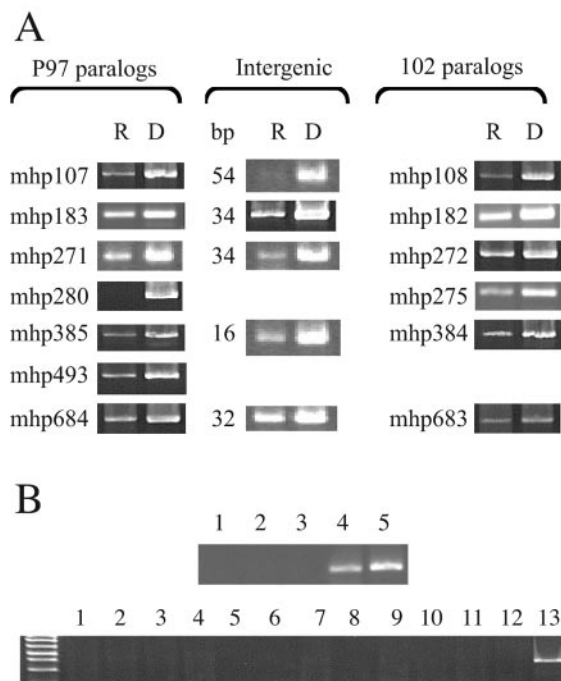 A
P97 paralogs Intergenic 102 paralogs
R D bp R D R D
mhp107 54 mhp108
mhp183 34 mhp182
mhp271 34 mhp272
mhp280 mhp275
mhp385 16 mhp384
mhp493
mhp684 32 mhp683
B
1 2 3 4 5
1 2 3 4 5 6 7 8 9 10 11 12 13